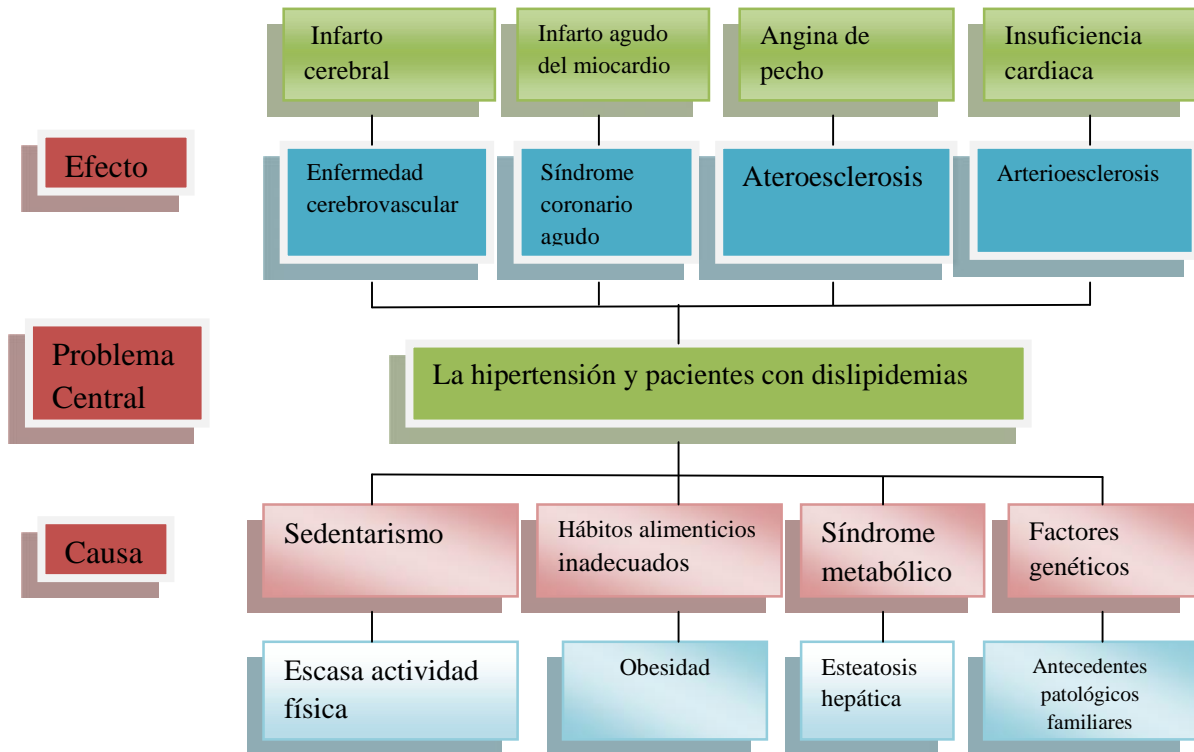 Infarto
cerebral
Infarto agudo
del miocardio
Angina de
pecho
Insuficiencia
cardiaca
Efecto
Enfermedad
cerebrovascular
Síndrome
coronario
agudo
Ateroesclerosis
Arterioesclerosis
Problema
Central
La hipertensión y pacientes con dislipidemias
Causa
Sedentarismo
Hábitos alimenticios
inadecuados
Síndrome
metabólico
Factores
genéticos
Escasa actividad
física
Obesidad
Esteatosis
hepática
Antecedentes
patológicos
familiares